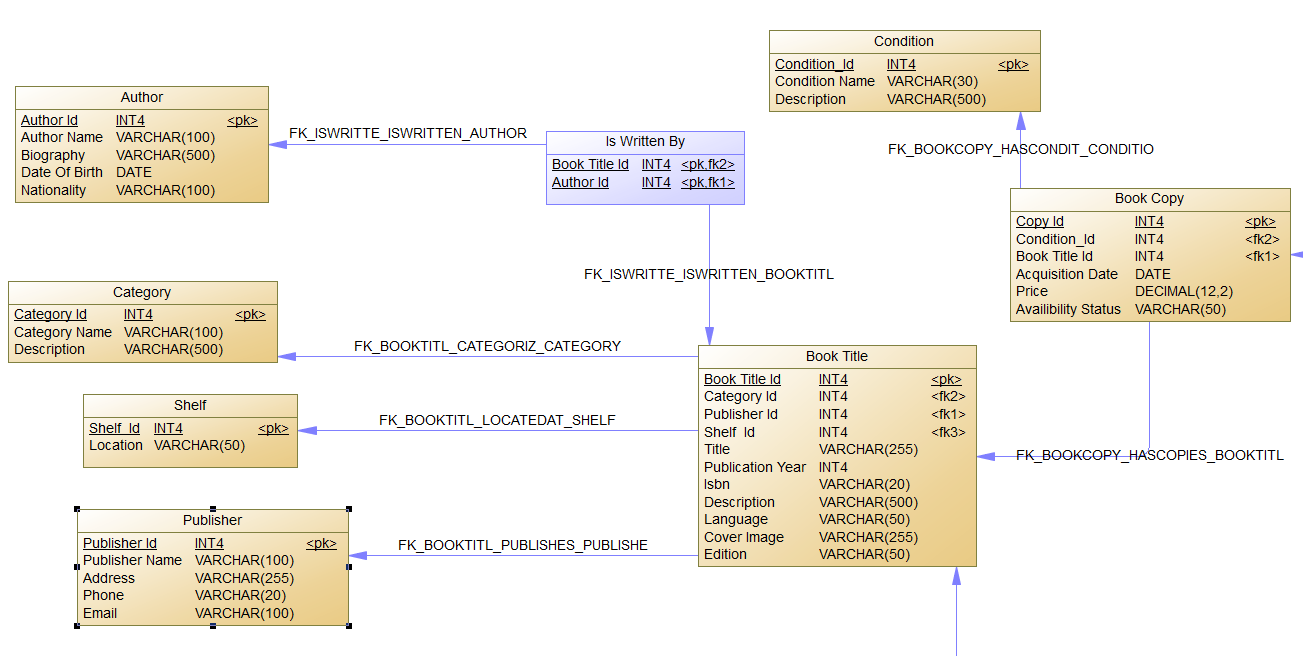 Condition
Condition_Id INT4 <pk>
Condition Name VARCHAR(30)
Description VARCHAR(500)
Author
Author Id INT4 <pk>
Author Name VARCHAR(100)
Biography VARCHAR(500)
Date Of Birth DATE
Nationality VARCHAR(100)
FK_ISWRITTE_ISWRITTEN_AUTHOR
Is Written By
Book Title Id INT4 <pk,fk2>
Author Id INT4 <pk,fk1>
FK_BOOKCOPY_HASCONDIT_CONDITIO
Book Copy
Copy Id INT4 <pk>
Condition_Id INT4 <fk2>
Book Title Id INT4 <fk1>
Acquisition Date DATE
Price DECIMAL(12,2)
Availibility Status VARCHAR(50)
FK_ISWRITTE_ISWRITTEN_BOOKTITL
Category
Category Id INT4 <pk>
Category Name VARCHAR(100)
Description VARCHAR(500)
FK_BOOKTITL_CATEGORIZ_CATEGORY
Shelf
Shelf_Id INT4 <pk>
Location VARCHAR(50)
FK_BOOKTITL_LOCATEDAT_SHELF
Book Title
Book Title Id INT4 <pk>
Category Id INT4 <fk2>
Publisher Id INT4 <fk1>
Shelf_Id INT4 <fk3>
Title VARCHAR(255)
Publication Year INT4
Isbn VARCHAR(20)
Description VARCHAR(500)
Language VARCHAR(50)
Cover Image VARCHAR(255)
Edition VARCHAR(50)
FK_BOOKCOPY_HASCOPIES_BOOKTITL
Publisher
Publisher Id INT4 <pk>
Publisher Name VARCHAR(100)
Address VARCHAR(255)
Phone VARCHAR(20)
Email VARCHAR(100)
FK_BOOKTITL_PUBLISHES_PUBLISHE